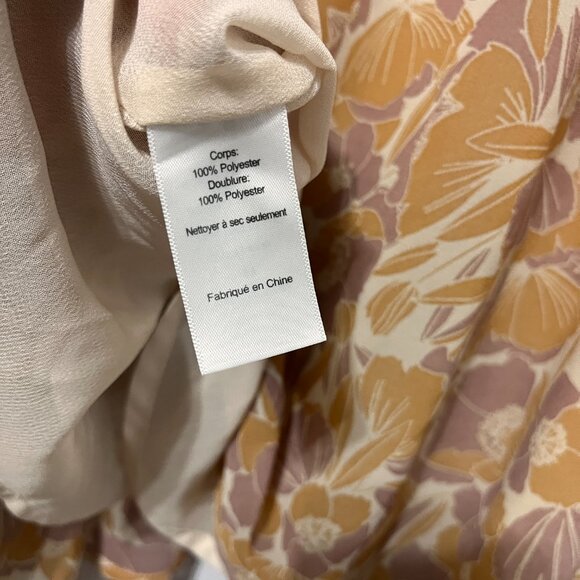 Corps:
100% Polyester
Doublure:
100% Polyester
Nettoyer à sec seulement
Fabriqué en Chine